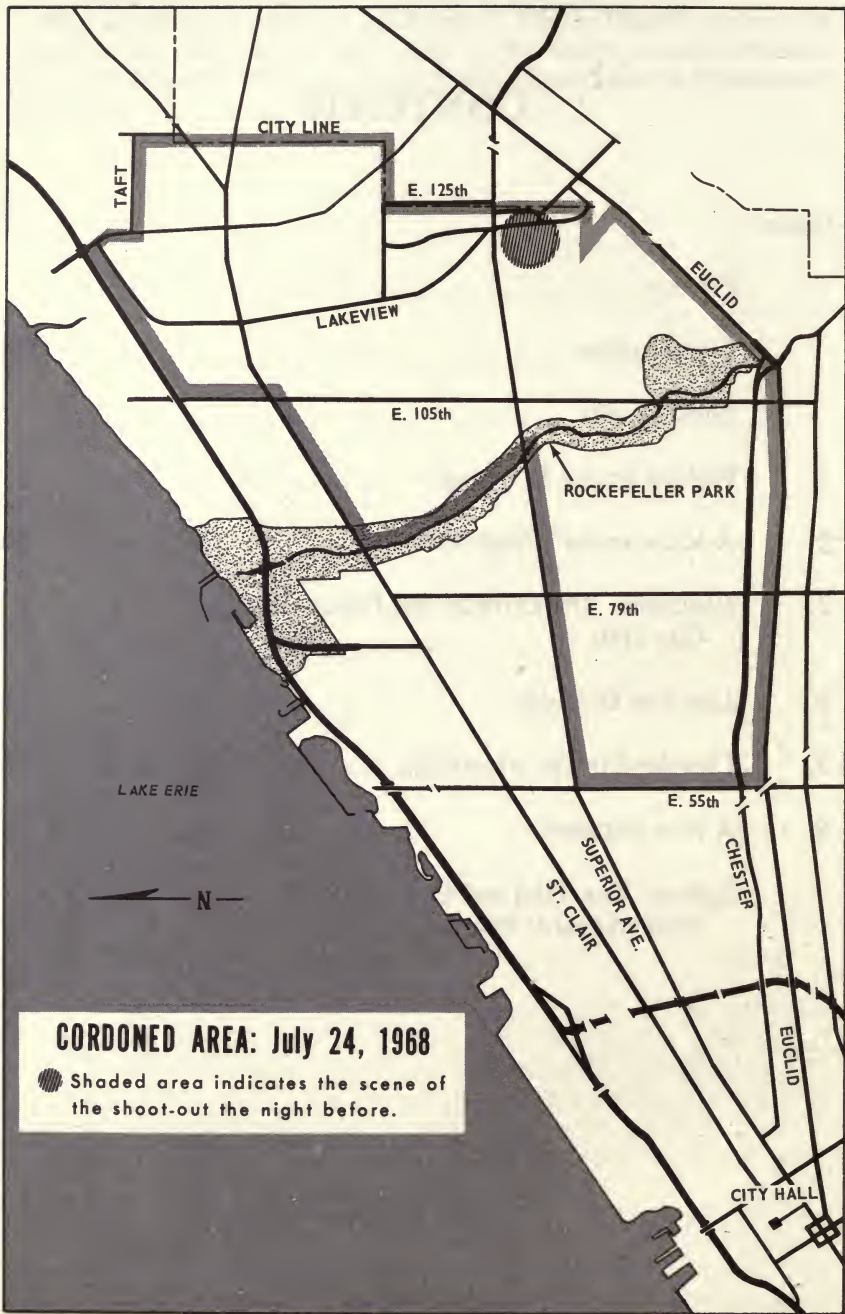 CITY LINE
TAFT
E. 125th
EUCLID
LAKEVIEW
E. 105th
ROCKEFELLER PARK
E. 79th
LAKE ERIE
E. 55th
SUPERIOR AVE.
CHESTER
ST. CLAIR
N
CORDONED AREA: July 24, 1968
Shaded area indicates the scene of
the shoot-out the night before.
EUCLID
CITY HALL